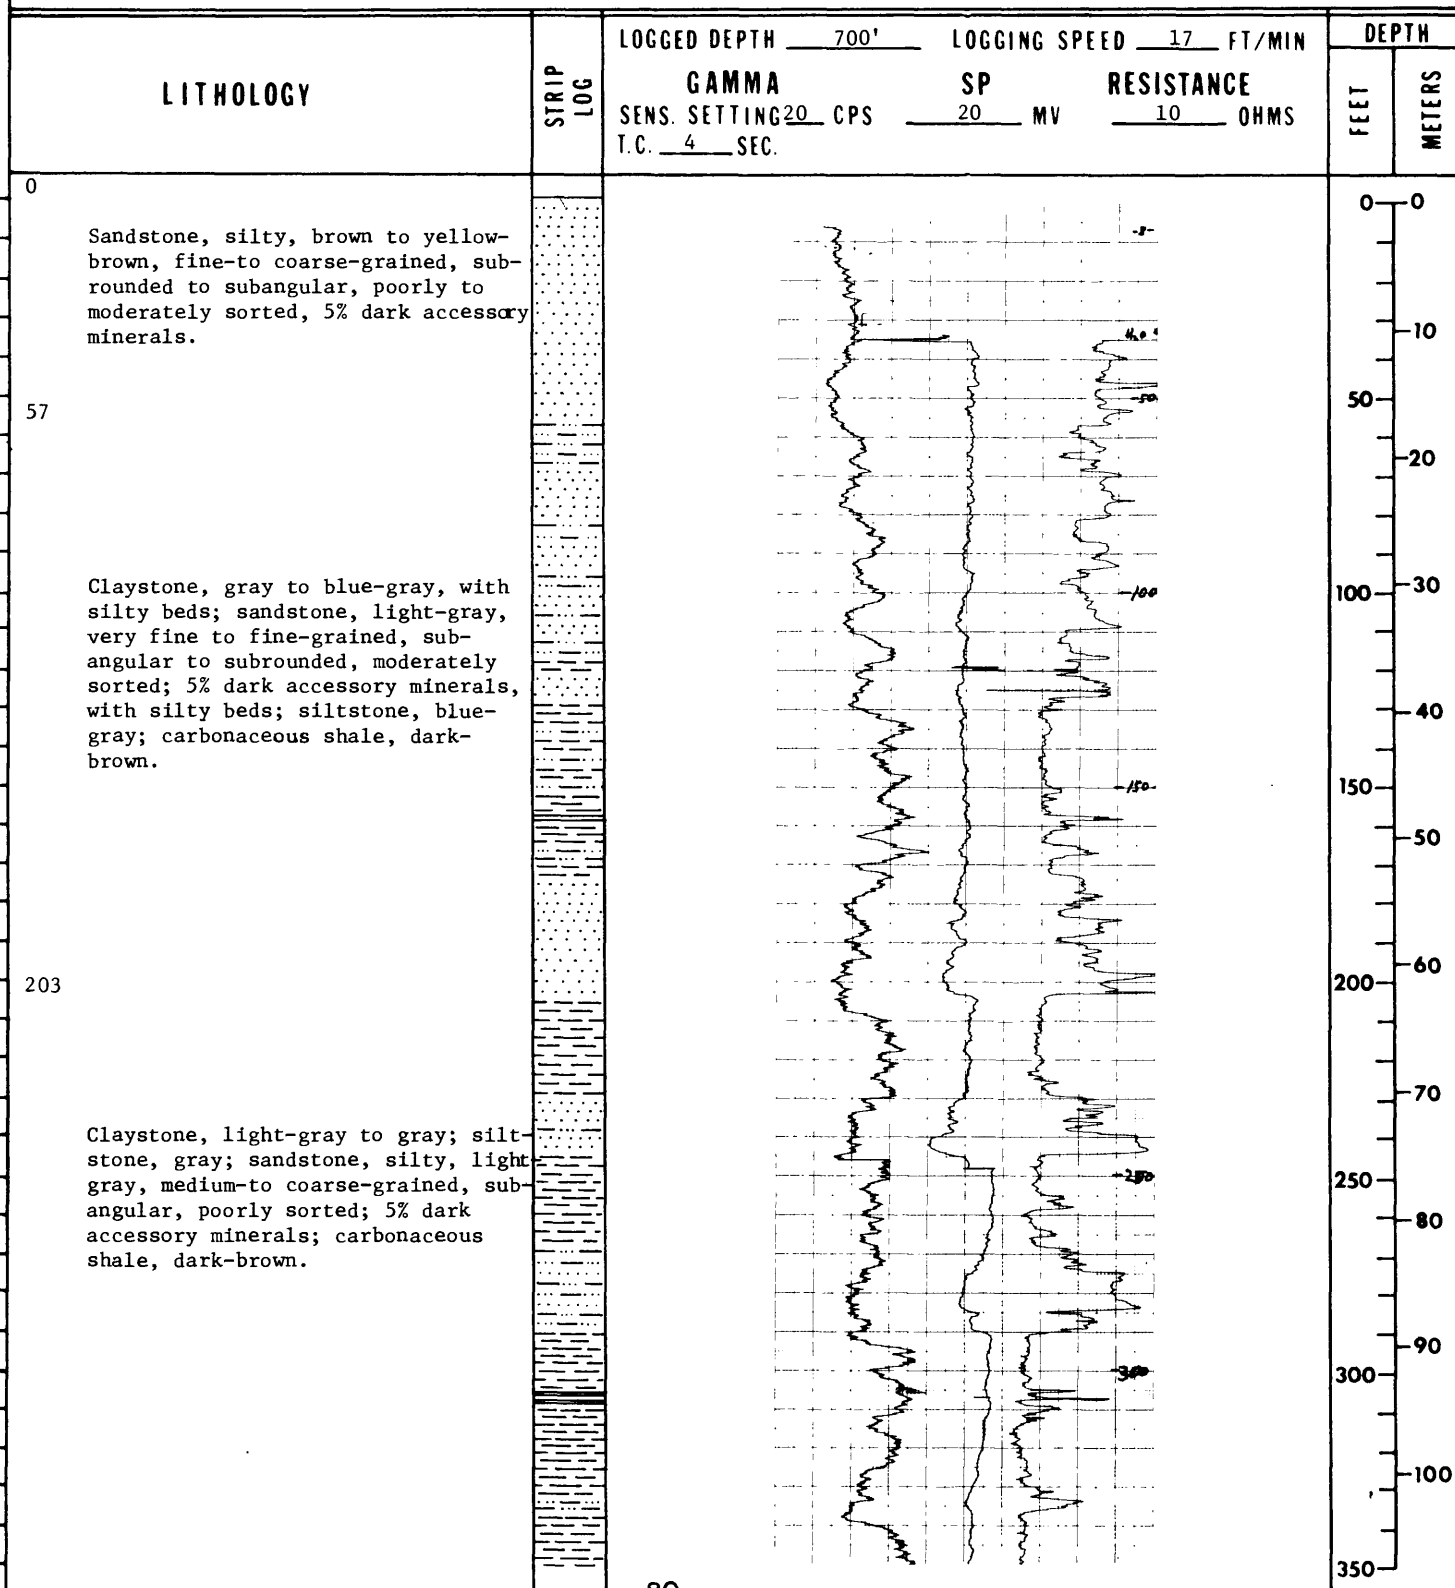 LOGGED DEPTH 700' LOGGING SPEED 17 FT/MIN
DEPTH
LITHOLOGY
STRIP LOG
GAMMA SP RESISTANCE
SENS. SETTING 20 CPS 20 MV 10 OHMS
T.C. 4 SEC.
FEET
METERS
0
Sandstone, silty, brown to yellow-
brown, fine-to coarse-grained, sub-
rounded to subangular, poorly to
moderately sorted, 5% dark accessory
minerals.
57
Claystone, gray to blue-gray, with
silty beds; sandstone, light-gray,
very fine to fine-grained, sub-
angular to subrounded, moderately
sorted; 5% dark accessory minerals,
with silty beds; siltstone, blue-
gray; carbonaceous shale, dark-
brown.
203
Claystone, light-gray to gray; silt-
stone, gray; sandstone, silty, light
gray, medium-to coarse-grained, sub-
angular, poorly sorted; 5% dark
accessory minerals; carbonaceous
shale, dark-brown.
-50
-100
-150-
-250
-300
0 0
10
50
20
100 30
40
150
50
60
200
70
250
80
90
300
100
350